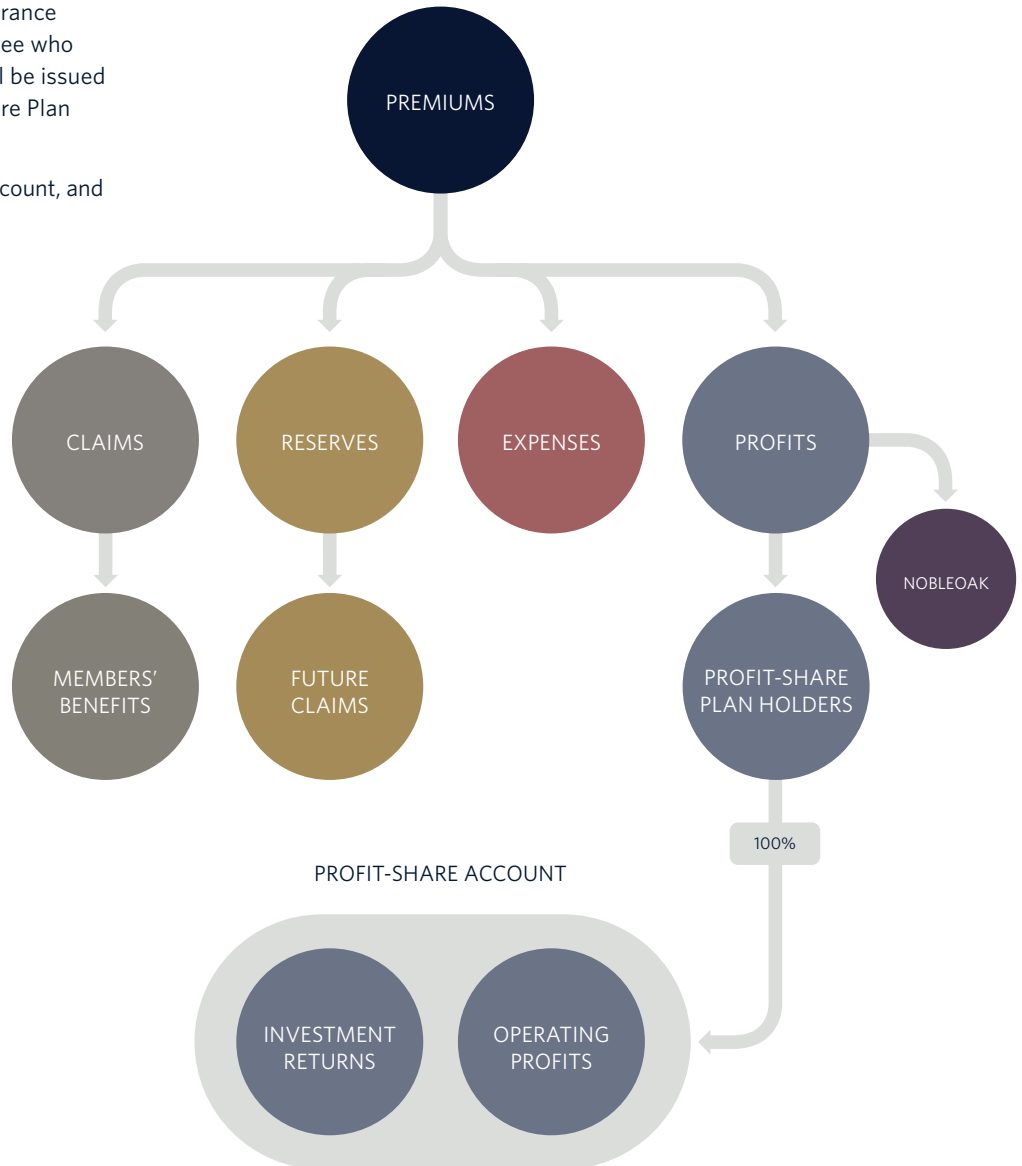 rance
ee who
l be issued
re Plan
count, and
PREMIUMS
CLAIMS
RESERVES
EXPENSES
PROFITS
NOBLEOAK
MEMBERS’
BENEFITS
FUTURE
CLAIMS
PROFIT-SHARE
PLAN HOLDERS
100%
PROFIT-SHARE ACCOUNT
INVESTMENT
RETURNS
OPERATING
PROFITS